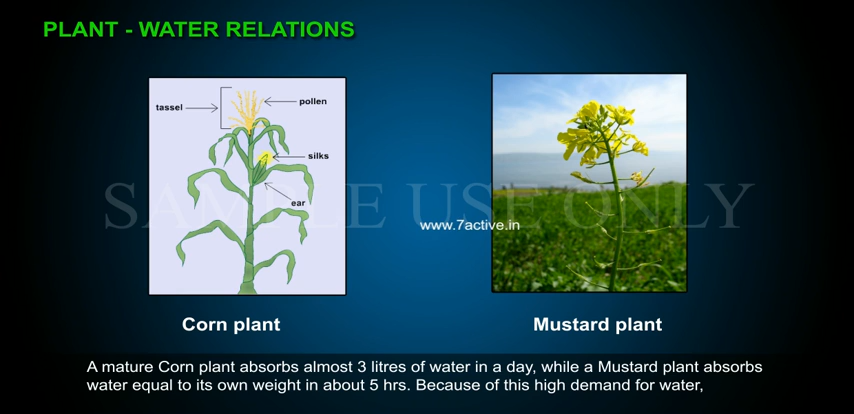 PLANT - WATER RELATIONS
tassel
pollen
silks
ear
SAMPLE USE ONLY
www.7active.in
Corn plant
Mustard plant
A mature Corn plant absorbs almost 3 litres of water in a day, while a Mustard plant absorbs
water equal to its own weight in about 5 hrs. Because of this high demand for water,